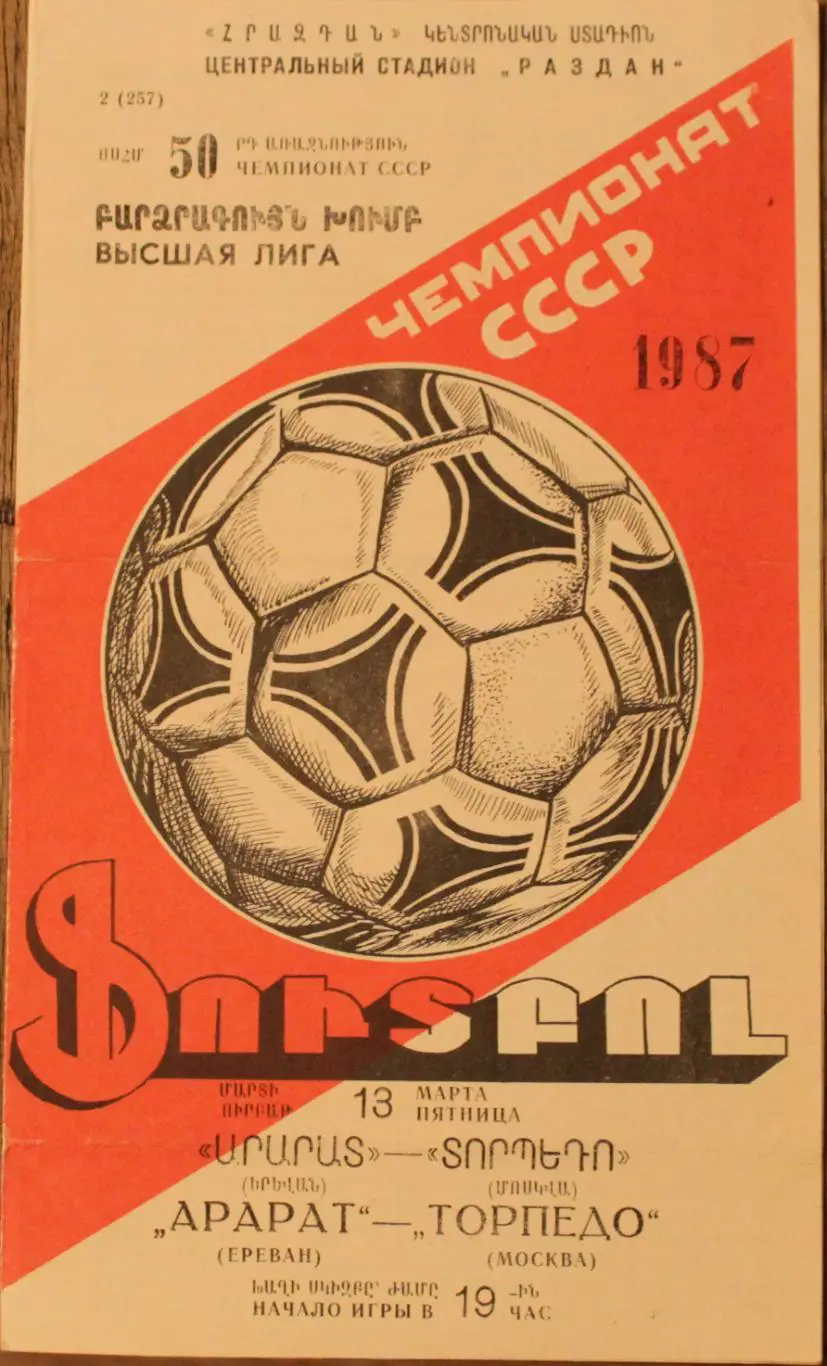 «ՀՐԱԶԴԱՆ» ԿԵՆՏՐՈՆԱԿԱՆ ՍՏԱԴԻՈՆ
ЦЕНТРАЛЬНЫЙ СТАДИОН „РАЗДАН“
2 (257)
ՍՍՀՄ 50 ՐԴ ԱՌԱՋՆՈՒԹՅՈՒՆ
ЧЕМПИОНАТ СССР
ԲԱՐՁՐԱԳՈՒՅՆ ԽՈՒՄԲ
ВЫСШАЯ ЛИГА
ЧЕМПИОНАТ
СССР
1987
ՖՈՒՏԲՈԼ
ՄԱՐՏԻ 13 МАРТА
ՈՒՐԲԱԹ ПЯТНИЦА
«ԱՐԱՐԱՏ»—«ՏՈՐՊԵԴՈ»
(ԵՐԵՎԱՆ) (ՄՈՍԿՎԱ)
„АРАРАТ“—„ТОРПЕДО“
(ЕРЕВАН) (МОСКВА)
ԽԱՂԻ ՍԿԻԶԲԸ՝ ԺԱՄԸ 19 -ԻՆ
НАЧАЛО ИГРЫ В ЧАС